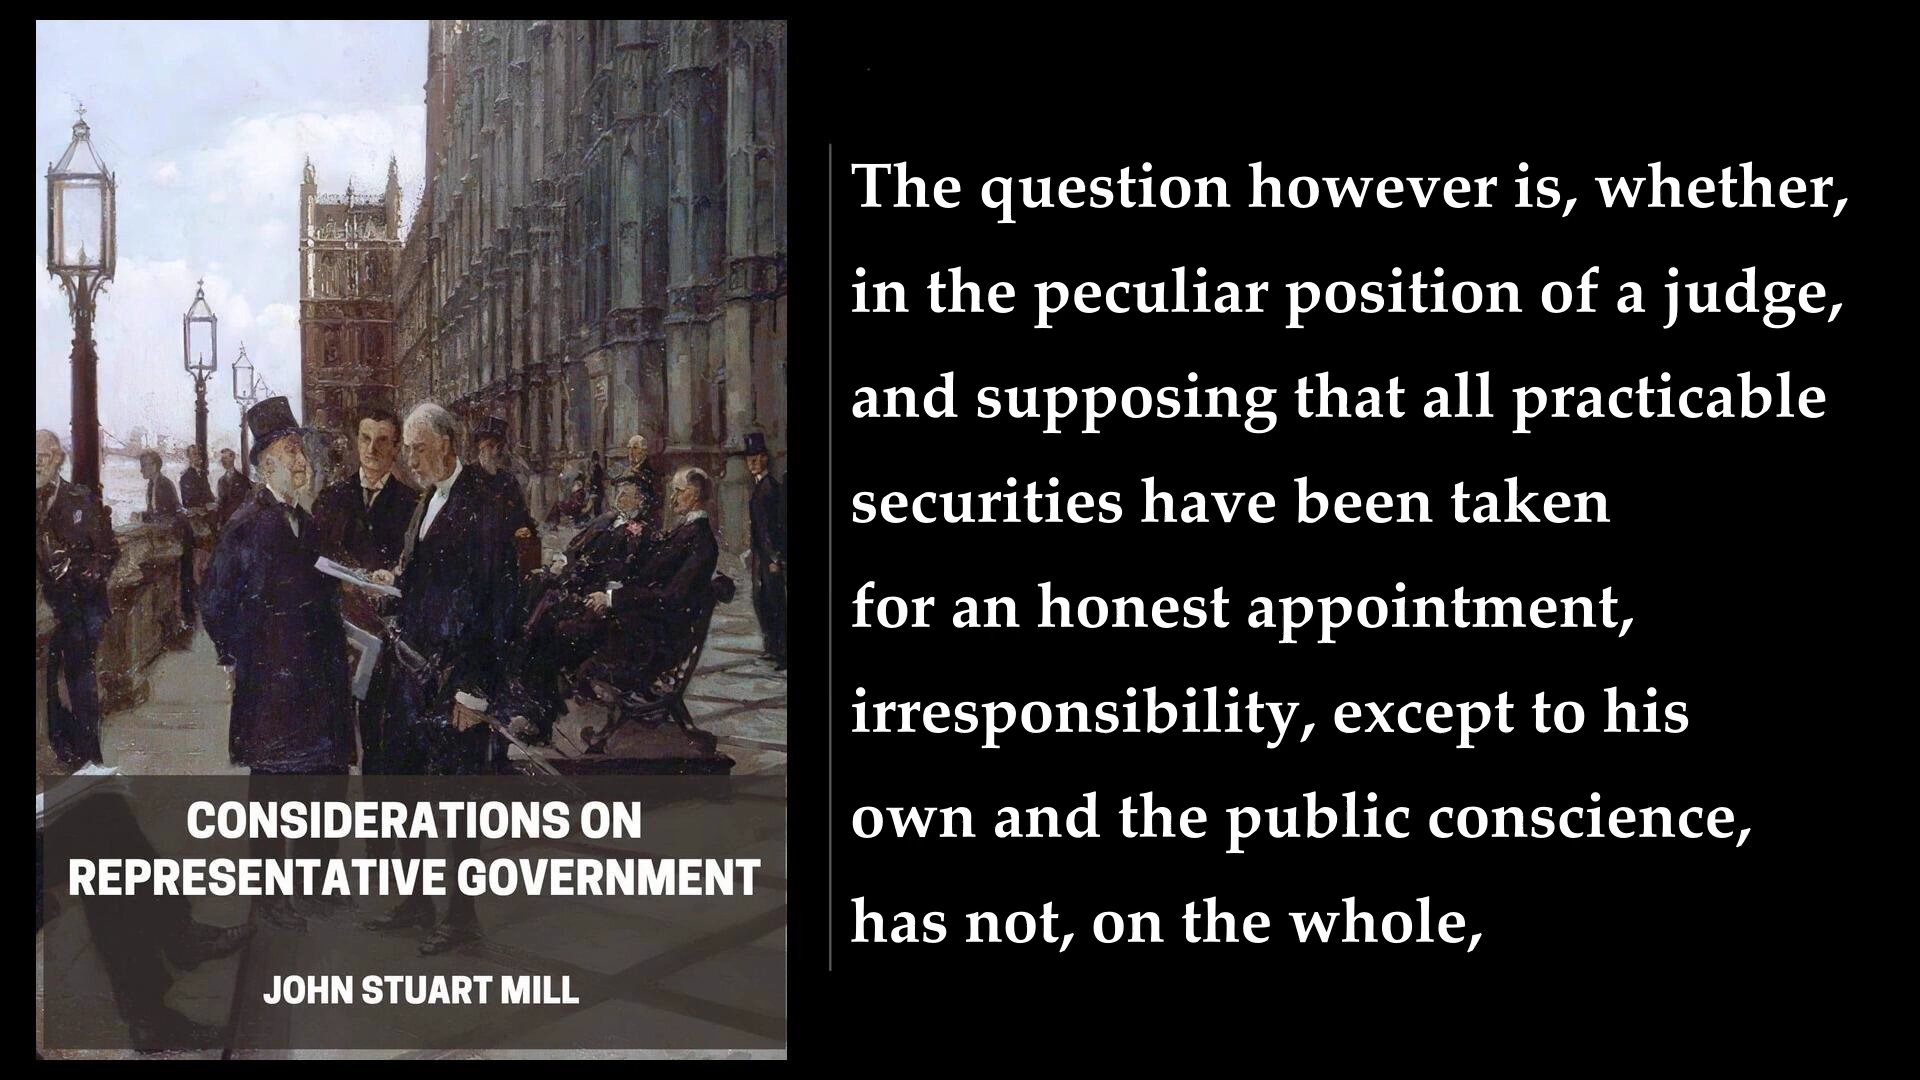 CONSIDERATIONS ON
REPRESENTATIVE GOVERNMENT
JOHN STUART MILL
The question however is, whether,
in the peculiar position of a judge,
and supposing that all practicable
securities have been taken
for an honest appointment,
irresponsibility, except to his
own and the public conscience,
has not, on the whole,